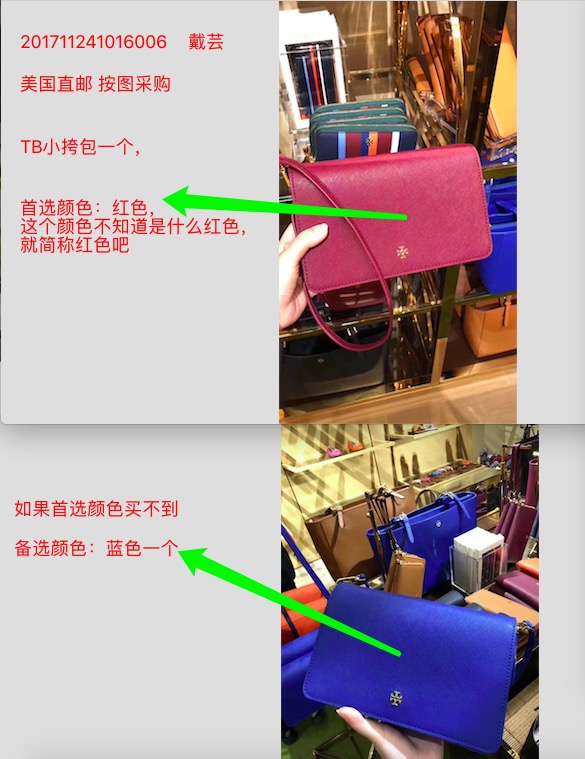 201711241016006 戴芸
美国直邮 按图采购
TB小挎包一个，
首选颜色：红色，
这个颜色不知道是什么红色，
就简称红色吧
如果首选颜色买不到
备选颜色：蓝色一个